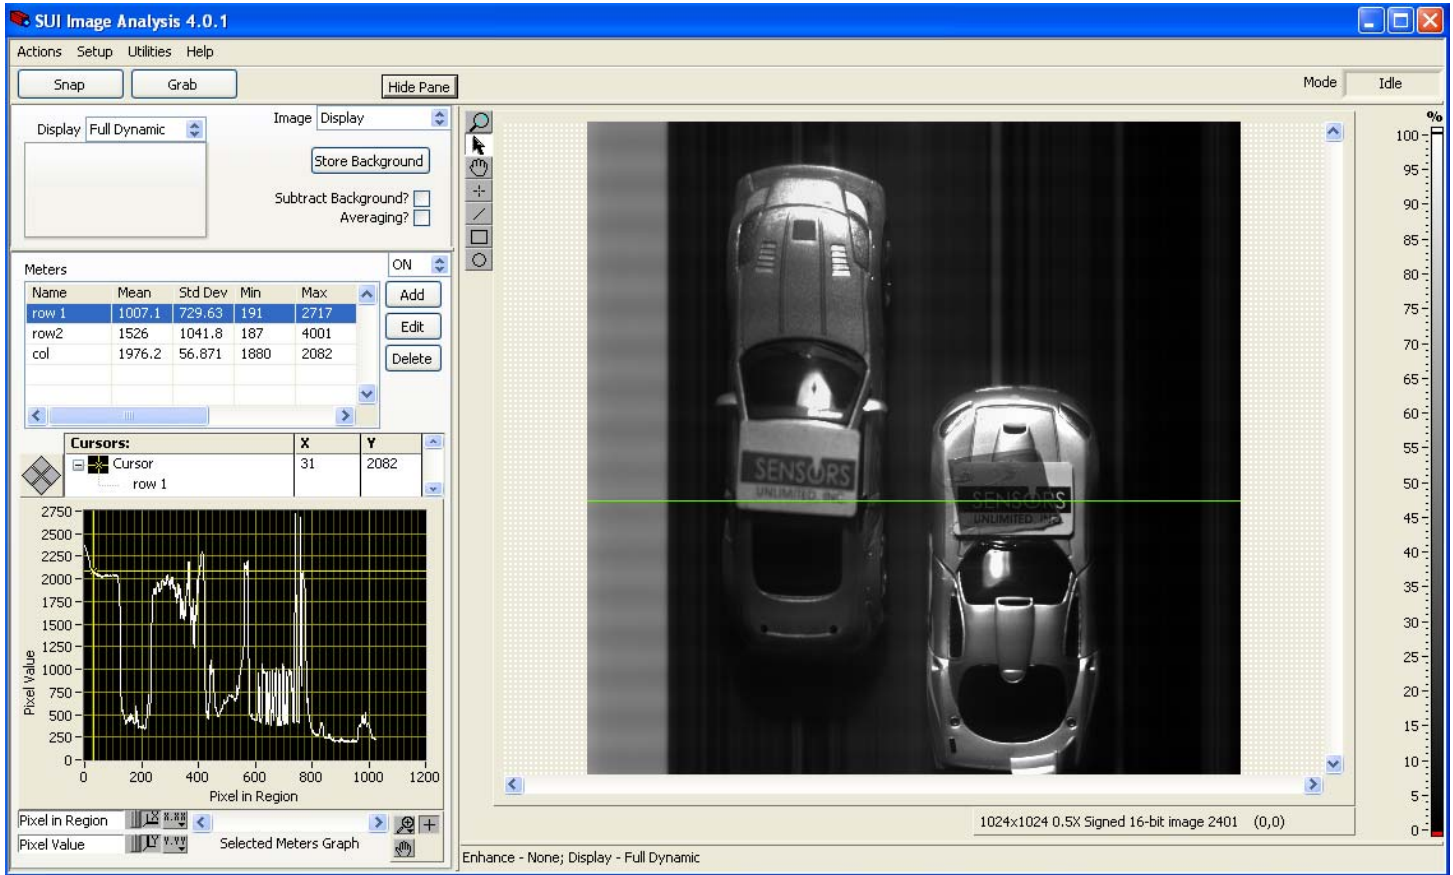 SUI Image Analysis 4.0.1
Actions Setup Utilities Help
Snap Grab Hide Pane Mode Idle
Display Full Dynamic Image Display
Store Background
Subtract Background?
Averaging?
Meters ON
Name Mean Std Dev Min Max
row 1 1007.1 729.63 191 2717
row2 1526 1041.8 187 4001
col 1976.2 56.871 1880 2082
Add
Edit
Delete
Cursors: X Y
Cursor 31 2082
row 1
2750
2500
2250
2000
1750
1500
1250
1000
750
500
250
0
Pixel Value
0 200 400 600 800 1000 1200
Pixel in Region
Pixel in Region X X.XX
Pixel Value Y Y.YY Selected Meters Graph
SENSORS
UNLIMITED, INC.
SENSORS
UNLIMITED, INC.
%
100
95
90
85
80
75
70
65
60
55
50
45
40
35
30
25
20
15
10
5
0
1024x1024 0.5X Signed 16-bit image 2401 (0,0)
Enhance - None; Display - Full Dynamic